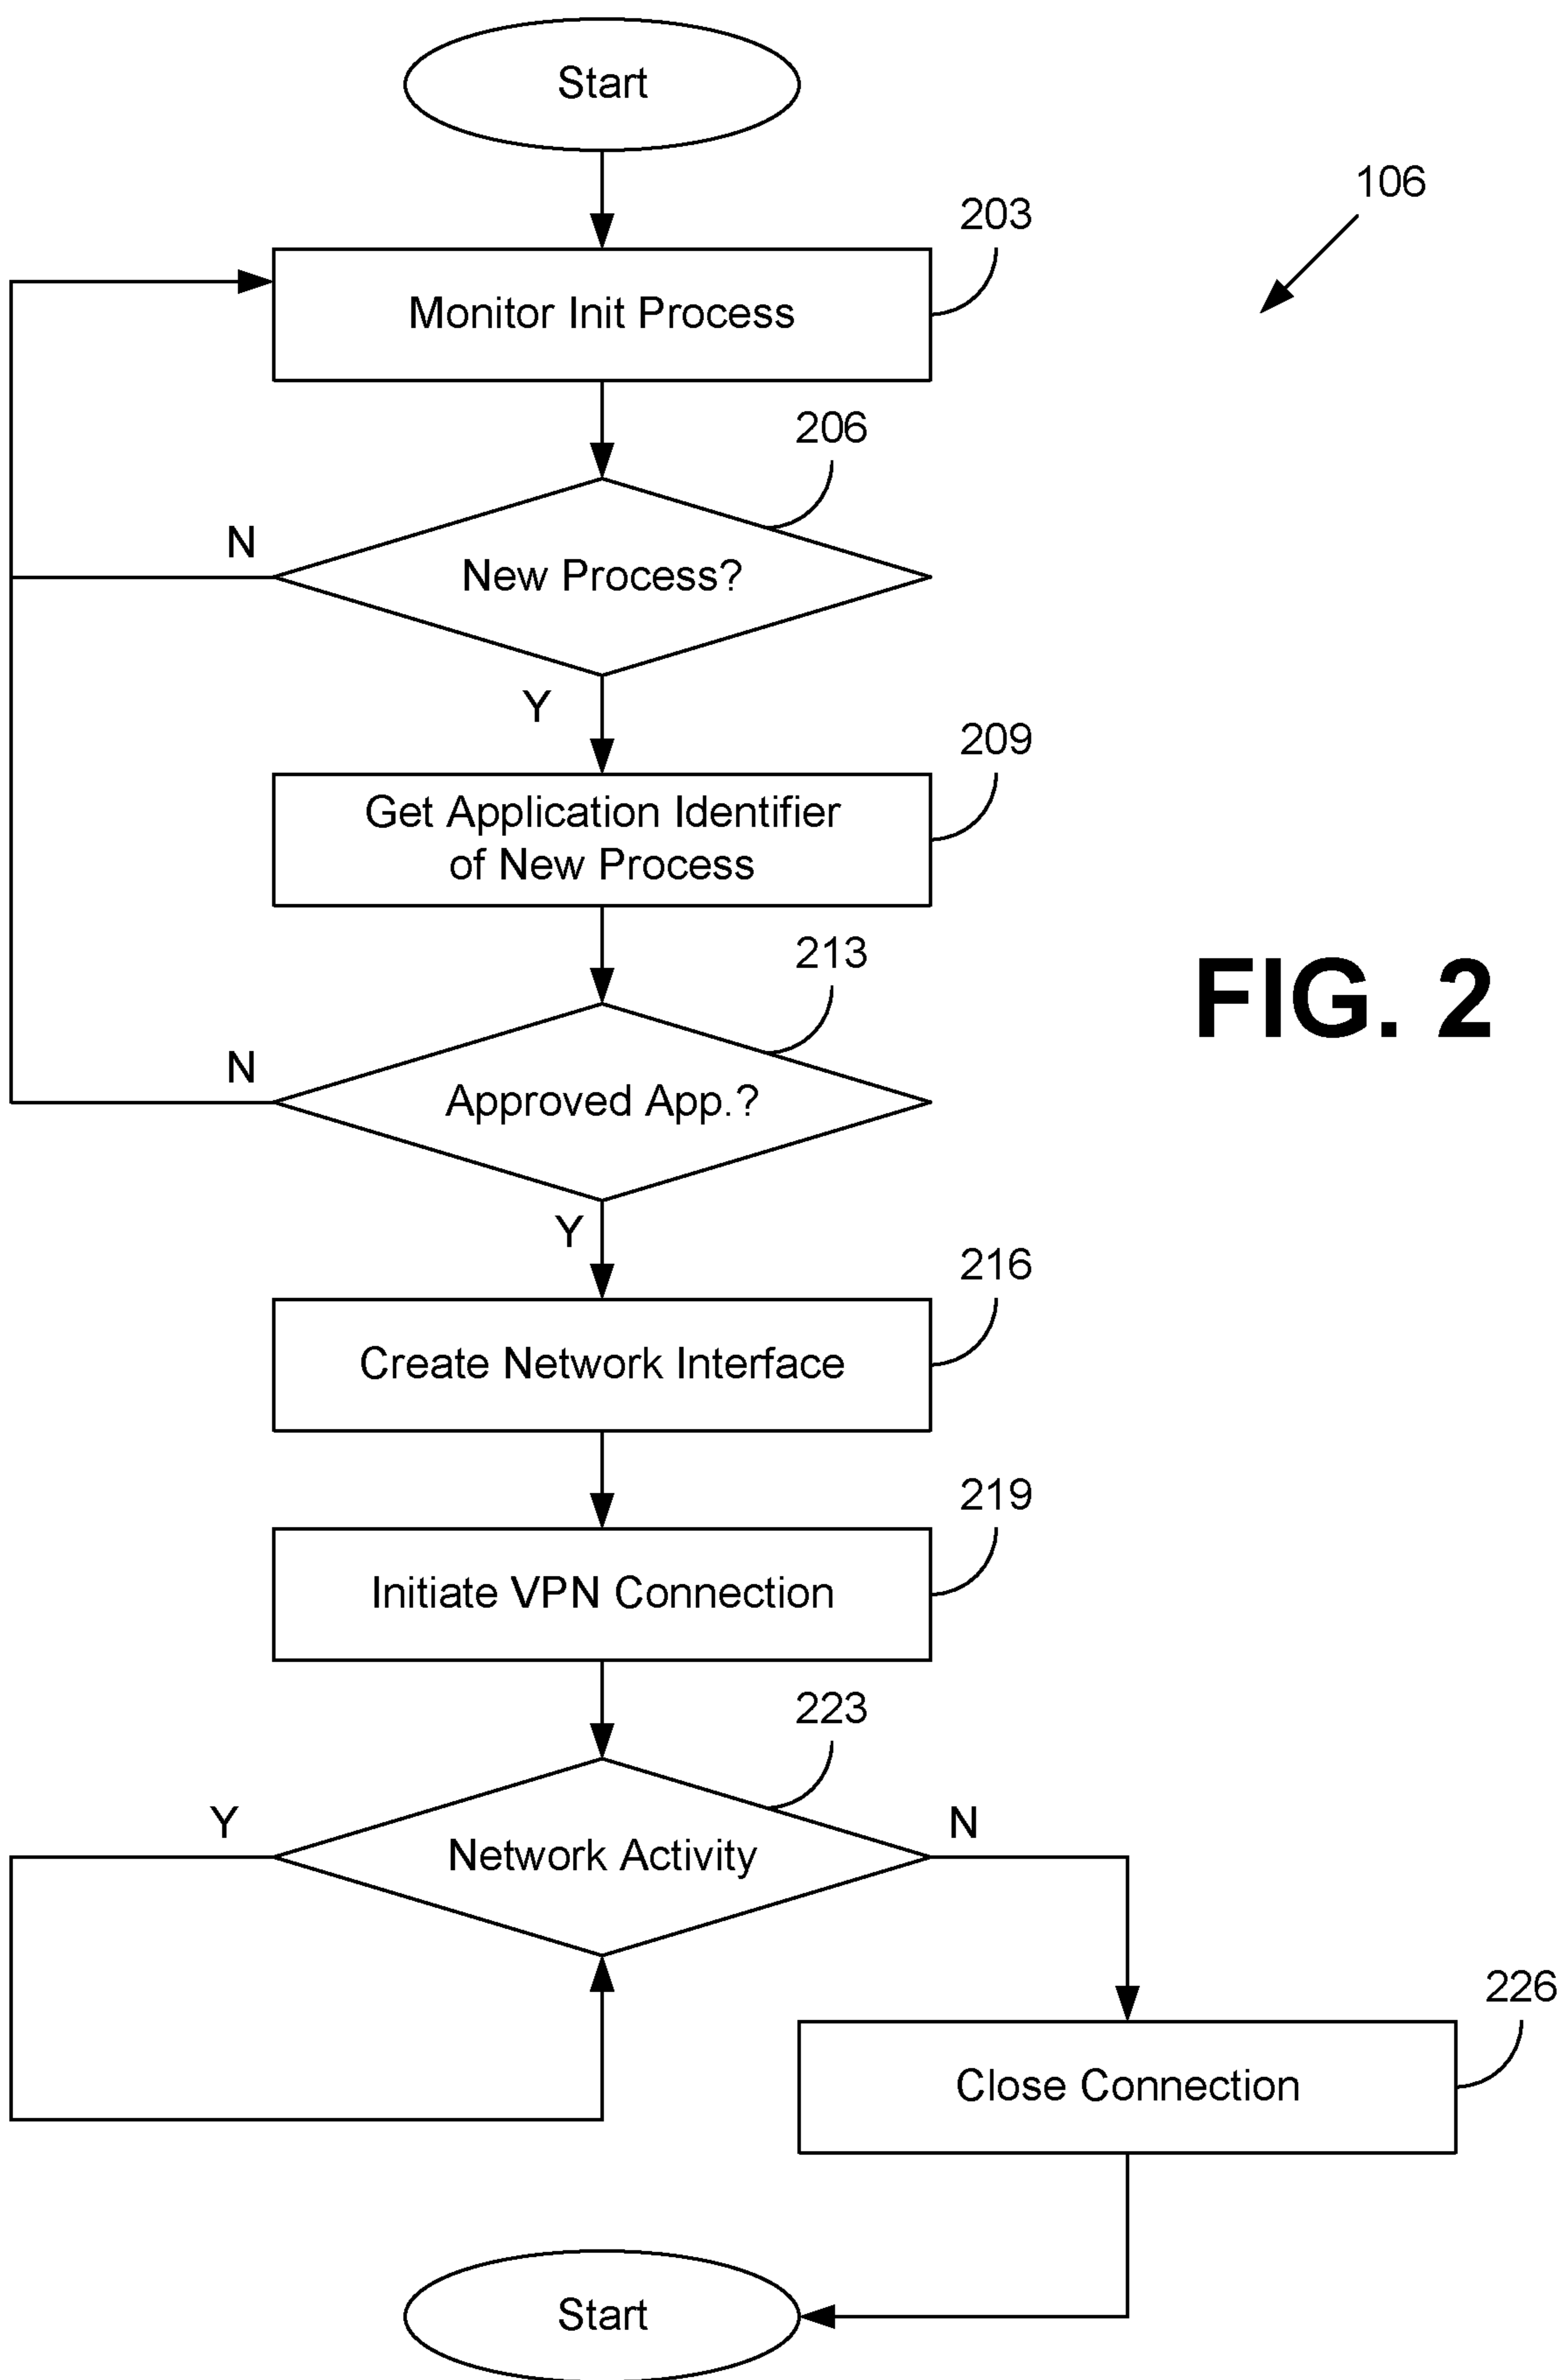 Start
106
203
Monitor Init Process
206
N
New Process?
Y
209
Get Application Identifier
of New Process
213
N
Approved App.?
Y
216
Create Network Interface
219
Initiate VPN Connection
223
Y
N
Network Activity
226
Close Connection
Start
FIG. 2